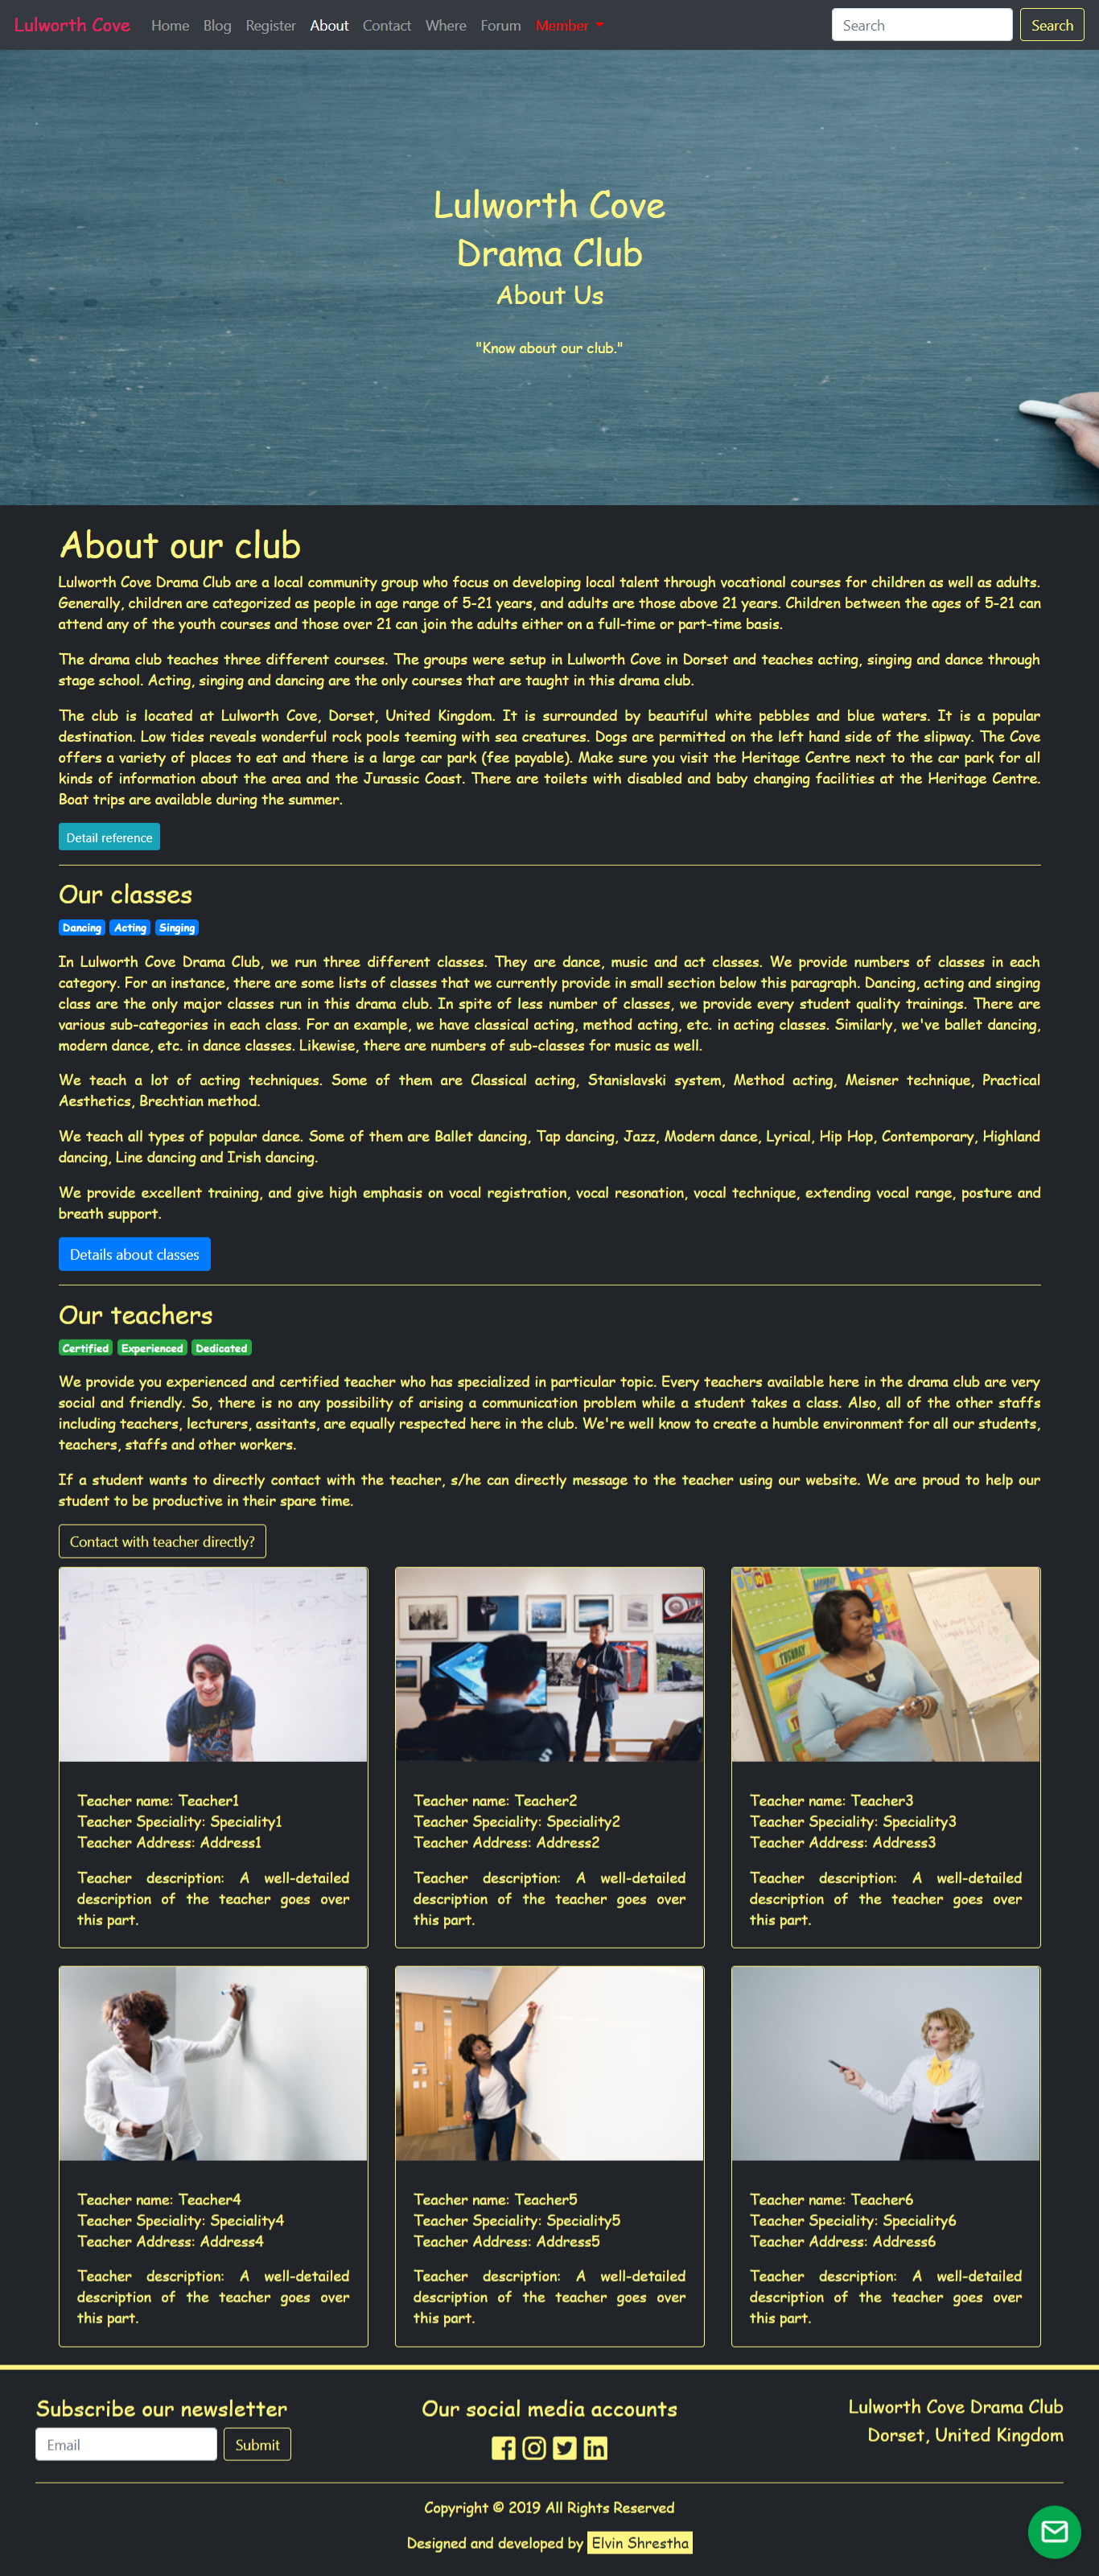 Lulworth Cove Home Blog Register About Contact Where Forum Member Search Search
Lulworth Cove
Drama Club
About Us
"Know about our club."
About our club
Lulworth Cove Drama Club are a local community group who focus on developing local talent through vocational courses for children as well as adults.
Generally, children are categorized as people in age range of 5-21 years, and adults are those above 21 years. Children between the ages of 5-21 can
attend any of the youth courses and those over 21 can join the adults either on a full-time or part-time basis.
The drama club teaches three different courses. The groups were setup in Lulworth Cove in Dorset and teaches acting, singing and dance through
stage school. Acting, singing and dancing are the only courses that are taught in this drama club.
The club is located at Lulworth Cove, Dorset, United Kingdom. It is surrounded by beautiful white pebbles and blue waters. It is a popular
destination. Low tides reveals wonderful rock pools teeming with sea creatures. Dogs are permitted on the left hand side of the slipway. The Cove
offers a variety of places to eat and there is a large car park (fee payable). Make sure you visit the Heritage Centre next to the car park for all
kinds of information about the area and the Jurassic Coast. There are toilets with disabled and baby changing facilities at the Heritage Centre.
Boat trips are available during the summer.
Detail reference
Our classes
Dancing Acting Singing
In Lulworth Cove Drama Club, we run three different classes. They are dance, music and act classes. We provide numbers of classes in each
category. For an instance, there are some lists of classes that we currently provide in small section below this paragraph. Dancing, acting and singing
class are the only major classes run in this drama club. In spite of less number of classes, we provide every student quality trainings. There are
various sub-categories in each class. For an example, we have classical acting, method acting, etc. in acting classes. Similarly, we've ballet dancing,
modern dance, etc. in dance classes. Likewise, there are numbers of sub-classes for music as well.
We teach a lot of acting techniques. Some of them are Classical acting, Stanislavski system, Method acting, Meisner technique, Practical
Aesthetics, Brechtian method.
We teach all types of popular dance. Some of them are Ballet dancing, Tap dancing, Jazz, Modern dance, Lyrical, Hip Hop, Contemporary, Highland
dancing, Line dancing and Irish dancing.
We provide excellent training, and give high emphasis on vocal registration, vocal resonation, vocal technique, extending vocal range, posture and
breath support.
Details about classes
Our teachers
Certified Experienced Dedicated
We provide you experienced and certified teacher who has specialized in particular topic. Every teachers available here in the drama club are very
social and friendly. So, there is no any possibility of arising a communication problem while a student takes a class. Also, all of the other staffs
including teachers, lecturers, assitants, are equally respected here in the club. We're well know to create a humble environment for all our students,
teachers, staffs and other workers.
If a student wants to directly contact with the teacher, s/he can directly message to the teacher using our website. We are proud to help our
student to be productive in their spare time.
Contact with teacher directly?
TUESDAY
Teacher name: Teacher1
Teacher Speciality: Speciality1
Teacher Address: Address1
Teacher description: A well-detailed
description of the teacher goes over
this part.
Teacher name: Teacher2
Teacher Speciality: Speciality2
Teacher Address: Address2
Teacher description: A well-detailed
description of the teacher goes over
this part.
Teacher name: Teacher3
Teacher Speciality: Speciality3
Teacher Address: Address3
Teacher description: A well-detailed
description of the teacher goes over
this part.
Teacher name: Teacher4
Teacher Speciality: Speciality4
Teacher Address: Address4
Teacher description: A well-detailed
description of the teacher goes over
this part.
Teacher name: Teacher5
Teacher Speciality: Speciality5
Teacher Address: Address5
Teacher description: A well-detailed
description of the teacher goes over
this part.
Teacher name: Teacher6
Teacher Speciality: Speciality6
Teacher Address: Address6
Teacher description: A well-detailed
description of the teacher goes over
this part.
Subscribe our newsletter
Email Submit
Our social media accounts
Lulworth Cove Drama Club
Dorset, United Kingdom
Copyright © 2019 All Rights Reserved
Designed and developed by Elvin Shrestha